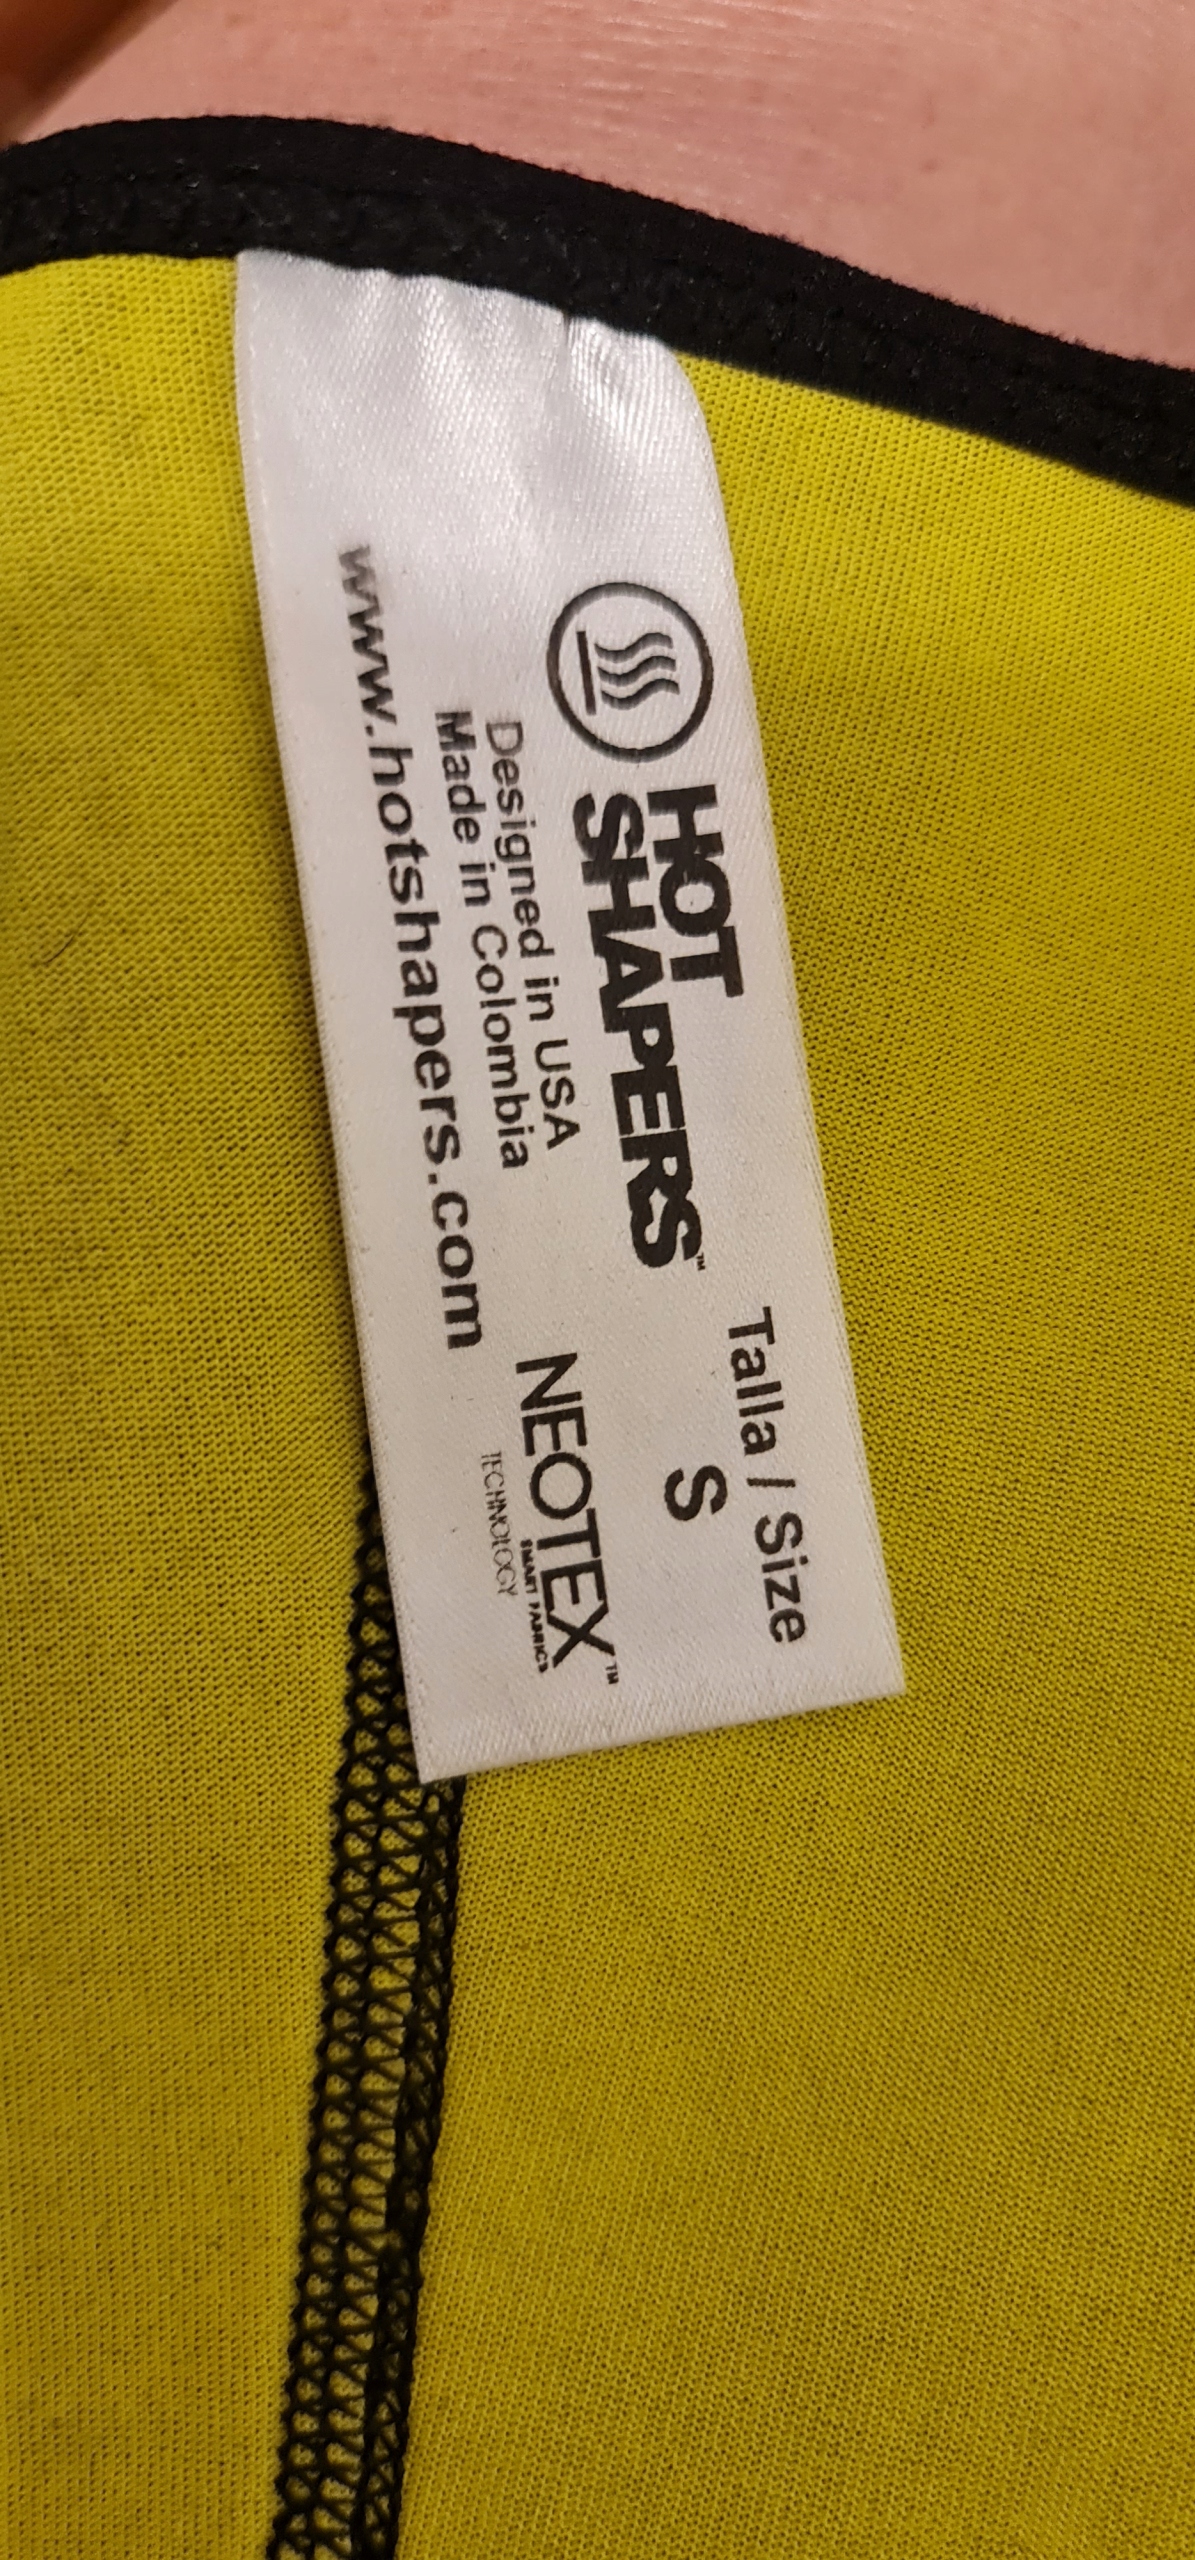 HOT
SHAPERS™
Designed in USA
Made in Colombia
www.hotshapers.com
Talla / Size
S
NEOTEX™
SMART FABRICS
TECHNOLOGY